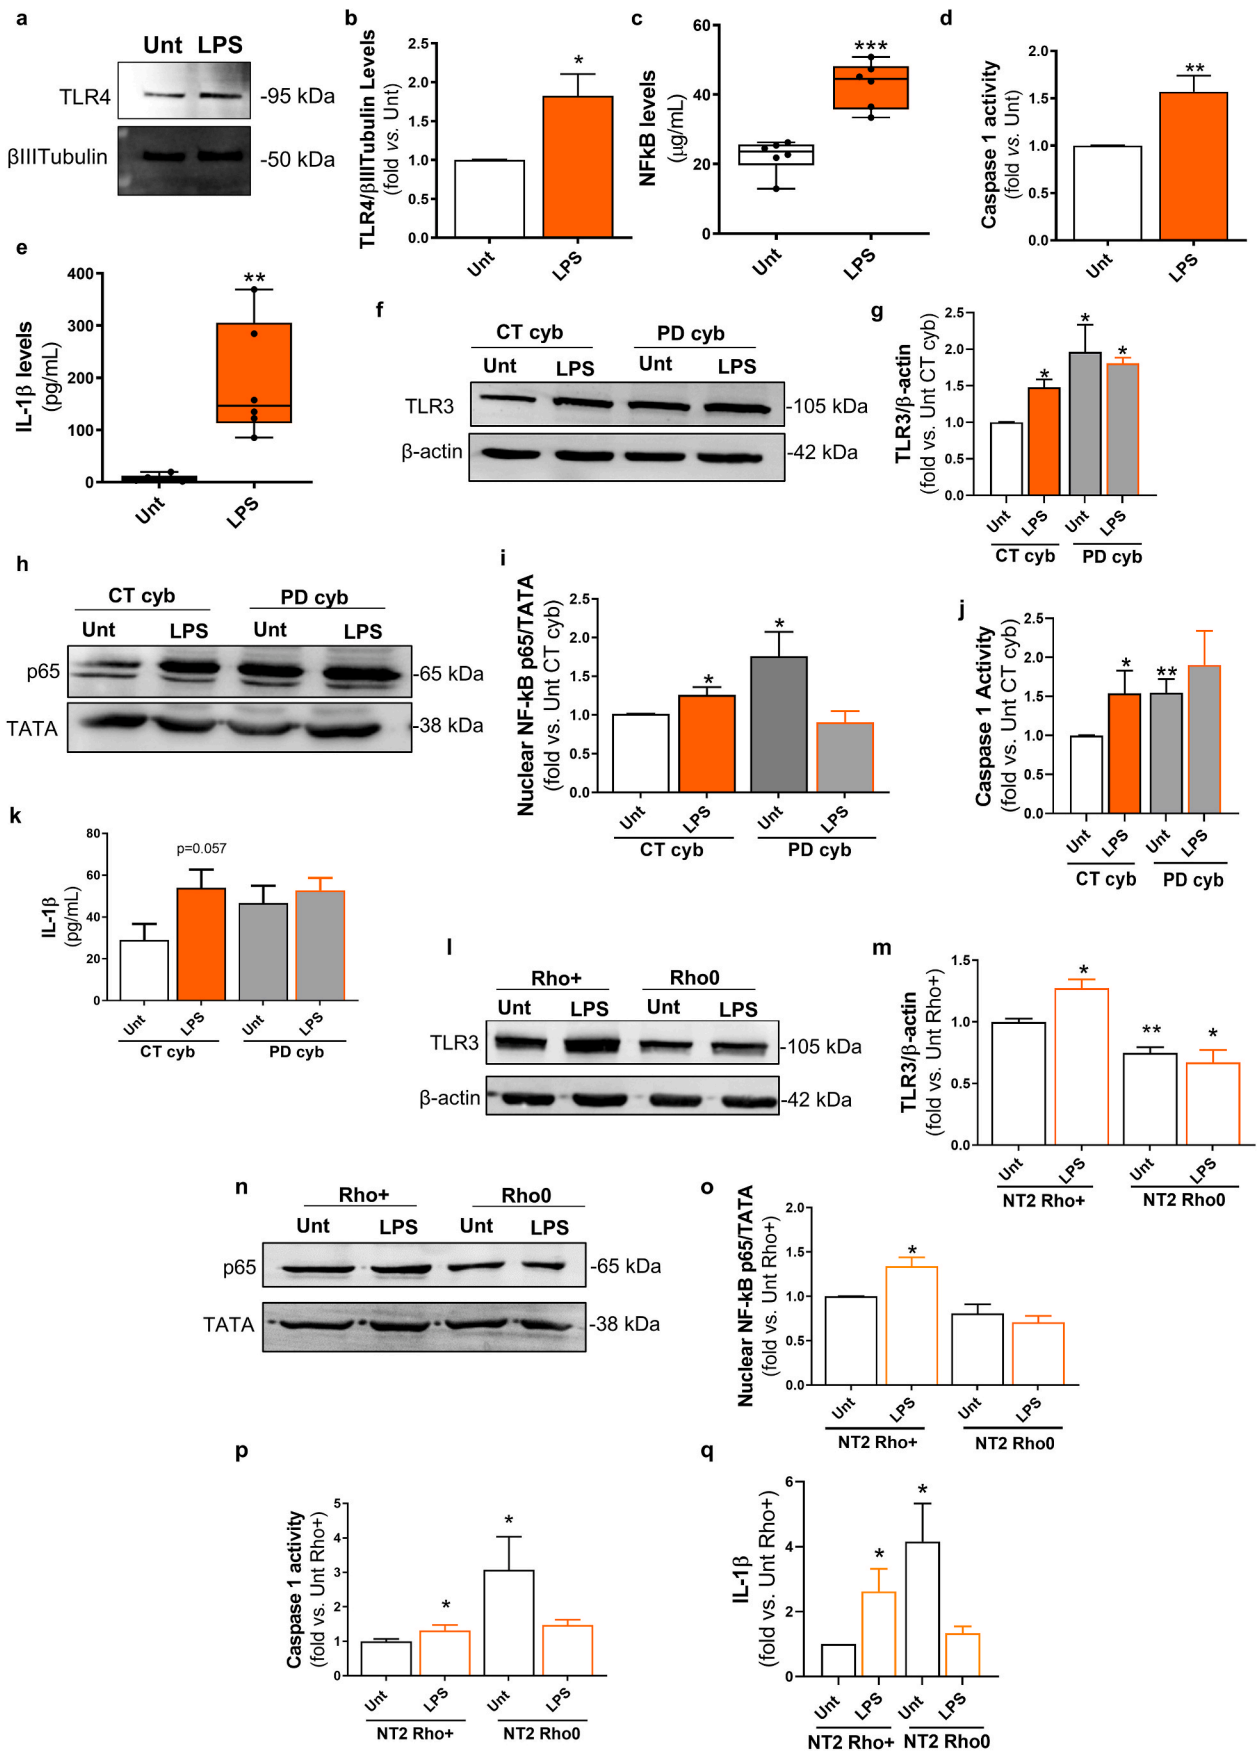 a
Unt LPS
TLR4
-95 kDa
βIIITubulin
-50 kDa
b
TLR4/βIIITubulin Levels
(fold vs. Unt)
2.5
2.0
1.5
1.0
0.5
0.0
*
Unt
LPS
c
NFkB levels
(μg/mL)
60
40
20
0
***
Unt
LPS
d
Caspase 1 activity
(fold vs. Unt)
2.0
1.5
1.0
0.5
0.0
**
Unt
LPS
e
IL-1β levels
(pg/mL)
400
300
200
100
0
**
Unt
LPS
f
CT cyb
PD cyb
Unt
LPS
Unt
LPS
TLR3
-105 kDa
β-actin
-42 kDa
g
TLR3/β-actin
(fold vs. Unt CT cyb)
2.5
2.0
1.5
1.0
0.5
0.0
*
*
*
Unt
LPS
Unt
LPS
CT cyb
PD cyb
h
CT cyb
PD cyb
Unt
LPS
Unt
LPS
p65
-65 kDa
TATA
-38 kDa
i
Nuclear NF-kB p65/TATA
(fold vs. Unt CT cyb)
2.5
2.0
1.5
1.0
0.5
0.0
*
*
Unt
LPS
Unt
LPS
CT cyb
PD cyb
j
Caspase 1 Activity
(fold vs. Unt CT cyb)
2.5
2.0
1.5
1.0
0.5
0.0
*
**
Unt
LPS
Unt
LPS
CT cyb
PD cyb
k
IL-1β
(pg/mL)
80
60
40
20
0
p=0.057
Unt
LPS
Unt
LPS
CT cyb
PD cyb
l
Rho+
Rho0
Unt
LPS
Unt
LPS
TLR3
-105 kDa
β-actin
-42 kDa
m
TLR3/β-actin
(fold vs. Unt Rho+)
1.5
1.0
0.5
0.0
*
**
*
Unt
LPS
Unt
LPS
NT2 Rho+
NT2 Rho0
n
Rho+
Rho0
Unt
LPS
Unt
LPS
p65
-65 kDa
TATA
-38 kDa
o
Nuclear NF-kB p65/TATA
(fold vs. Unt Rho+)
2.0
1.5
1.0
0.5
0.0
*
Unt
LPS
Unt
LPS
NT2 Rho+
NT2 Rho0
p
Caspase 1 activity
(fold vs. Unt Rho+)
5
4
3
2
1
0
*
*
Unt
LPS
Unt
LPS
NT2 Rho+
NT2 Rho0
q
IL-1β
(fold vs. Unt Rho+)
6
4
2
0
*
*
Unt
LPS
Unt
LPS
NT2 Rho+
NT2 Rho0